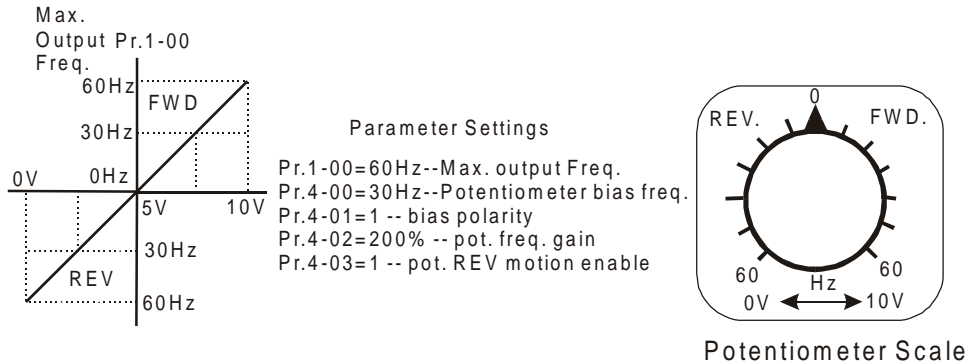 Max.
Output Pr.1-00
Freq.
60Hz
FWD
30Hz
0V
0Hz
5V
10V
30Hz
REV
60Hz
Parameter Settings
Pr.1-00=60Hz--Max. output Freq.
Pr.4-00=30Hz--Potentiometer bias freq.
Pr.4-01=1 -- bias polarity
Pr.4-02=200% -- pot. freq. gain
Pr.4-03=1 -- pot. REV motion enable
0
REV.
FWD.
60
60
Hz
0V
10V
Potentiometer Scale